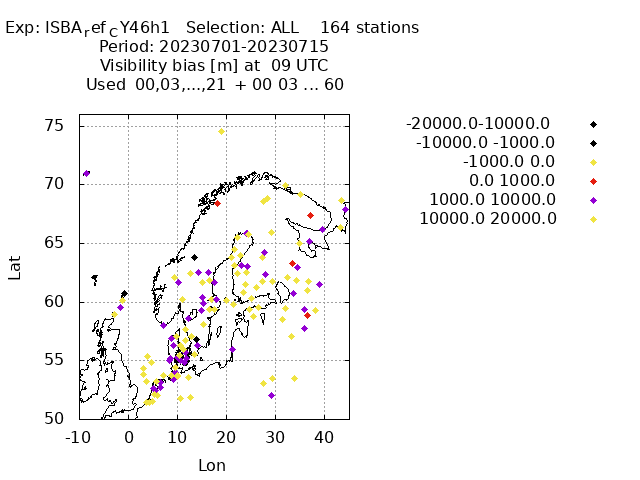 Exp: ISBArefCY46h1 Selection: ALL 164 stations
Period: 20230701-20230715
Visibility bias [m] at 09 UTC
Used 00,03,...,21 + 00 03 ... 60
-20000.0-10000.0
-10000.0 -1000.0
-1000.0 0.0
0.0 1000.0
1000.0 10000.0
10000.0 20000.0
75
70
65
60
55
50
Lat
-10 0 10 20 30 40
Lon